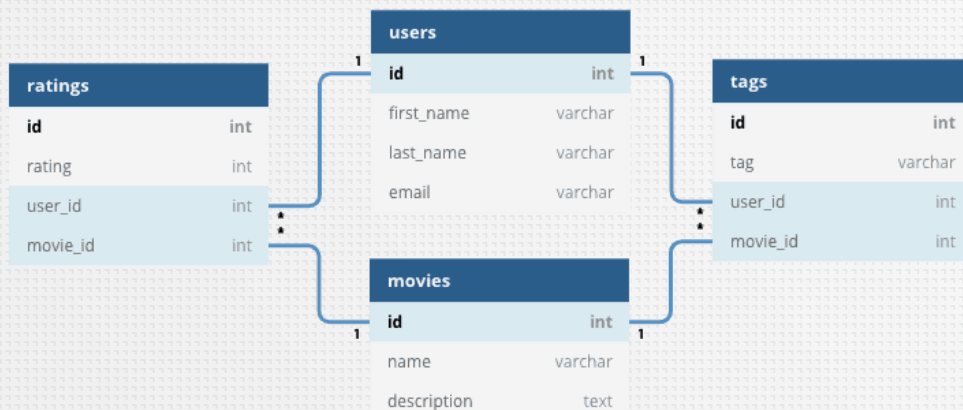 ratings
id int
rating int
user_id int
movie_id int
*
*
users
1 id int 1
first_name varchar
last_name varchar
email varchar
movies
id int
1 1
name varchar
description text
tags
id int
tag varchar
user_id int
*
*
movie_id int